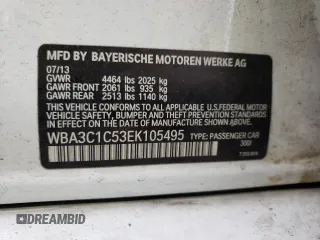 MFD BY BAYERISCHE MOTOREN WERKE AG
07/13
GVWR 4464 lbs 2025 kg
GAWR FRONT 2061 lbs 935 kg
GAWR REAR 2513 lbs 1140 kg
THIS VEHICLE CONFORMS TO ALL APPLICABLE
FEDERAL MOTOR VEHICLE SAFETY, BUMPER AND
THEFT PREVENTION STANDARDS IN EFFECT ON THE
DATE OF MANUFACTURE SHOWN ABOVE.
WBA3C1C53EK105495 TYPE: PASSENGER CAR
DREAMBID